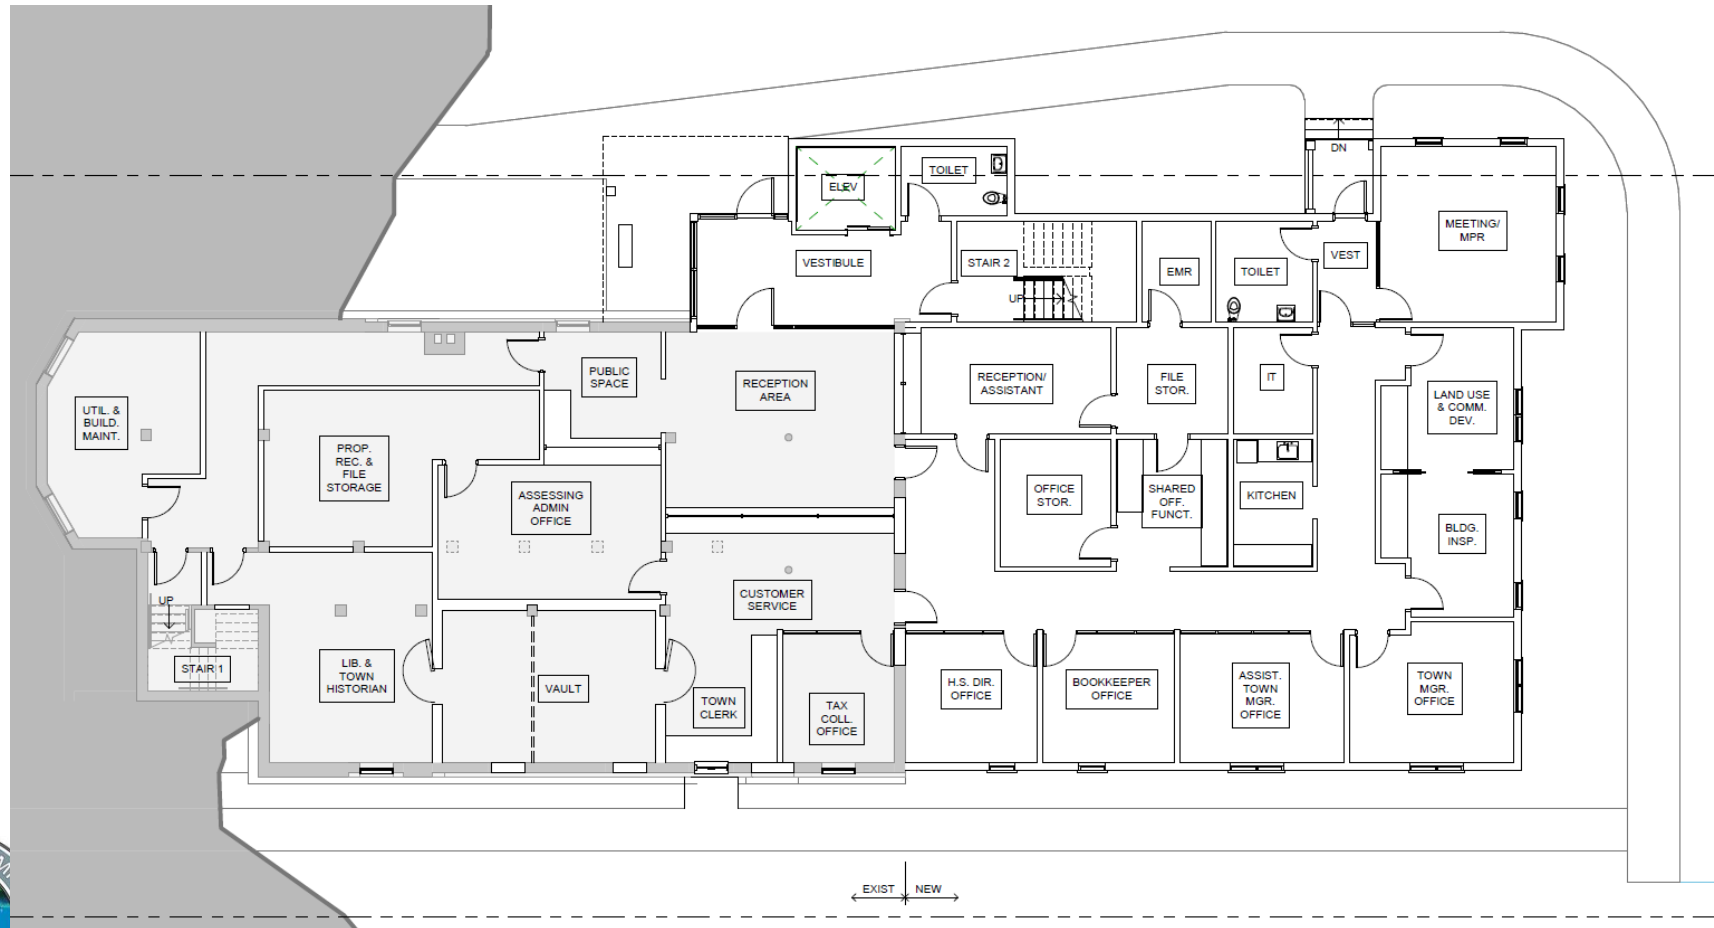 DN
TOILET
ELEV
MEETING/
MPR
VESTIBULE
STAIR 2
EMR
TOILET
VEST
UP
PUBLIC
SPACE
RECEPTION
AREA
RECEPTION/
ASSISTANT
FILE
STOR.
IT
UTIL. &
BUILD.
MAINT.
LAND USE
& COMM.
DEV.
PROP.
REC. &
FILE
STORAGE
ASSESSING
ADMIN
OFFICE
OFFICE
STOR.
SHARED
OFF.
FUNCT.
KITCHEN
BLDG.
INSP.
UP
CUSTOMER
SERVICE
STAIR 1
LIB. &
TOWN
HISTORIAN
VAULT
TOWN
CLERK
TAX
COLL.
OFFICE
H.S. DIR.
OFFICE
BOOKKEEPER
OFFICE
ASSIST.
TOWN
MGR.
OFFICE
TOWN
MGR.
OFFICE
EXIST
NEW